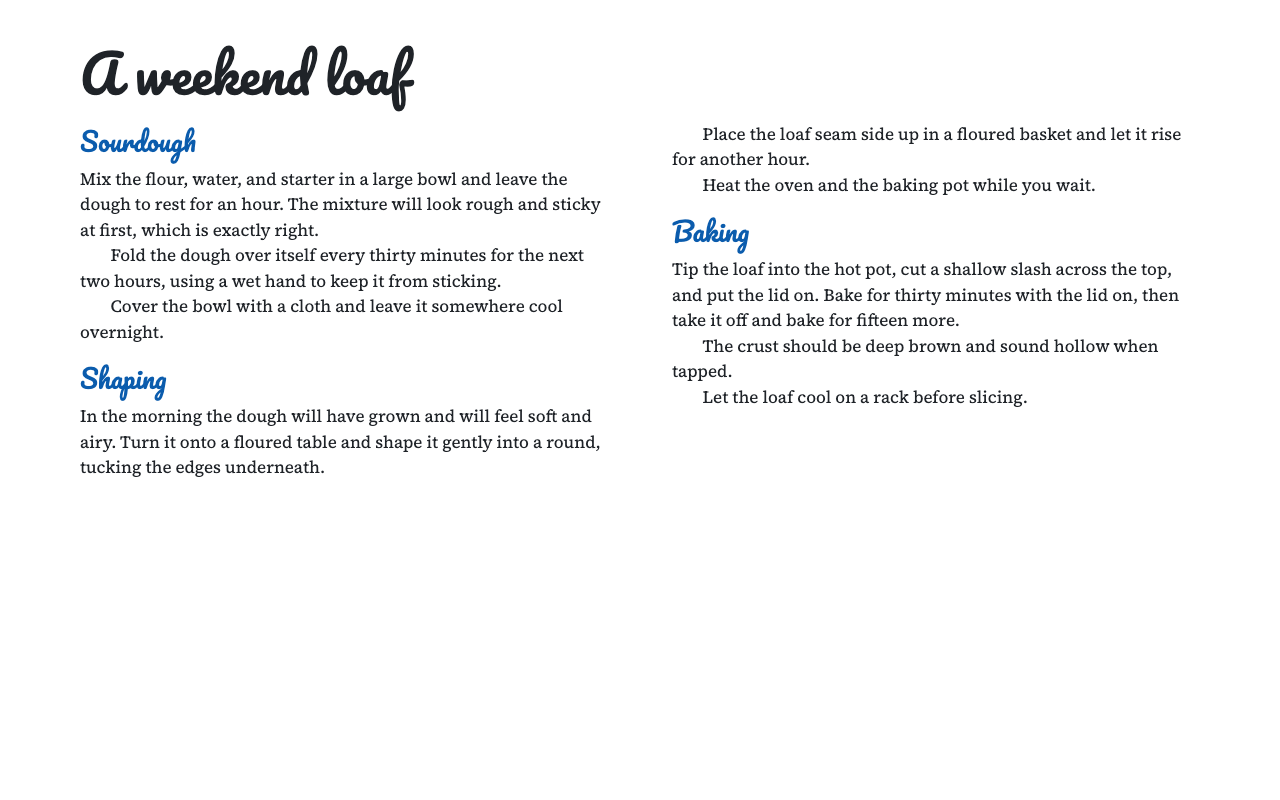 A weekend loaf
Sourdough
Mix the flour, water, and starter in a large bowl and leave the
dough to rest for an hour. The mixture will look rough and sticky
at first, which is exactly right.
Fold the dough over itself every thirty minutes for the next
two hours, using a wet hand to keep it from sticking.
Cover the bowl with a cloth and leave it somewhere cool
overnight.
Shaping
In the morning the dough will have grown and will feel soft and
airy. Turn it onto a floured table and shape it gently into a round,
tucking the edges underneath.
Place the loaf seam side up in a floured basket and let it rise
for another hour.
Heat the oven and the baking pot while you wait.
Baking
Tip the loaf into the hot pot, cut a shallow slash across the top,
and put the lid on. Bake for thirty minutes with the lid on, then
take it off and bake for fifteen more.
The crust should be deep brown and sound hollow when
tapped.
Let the loaf cool on a rack before slicing.